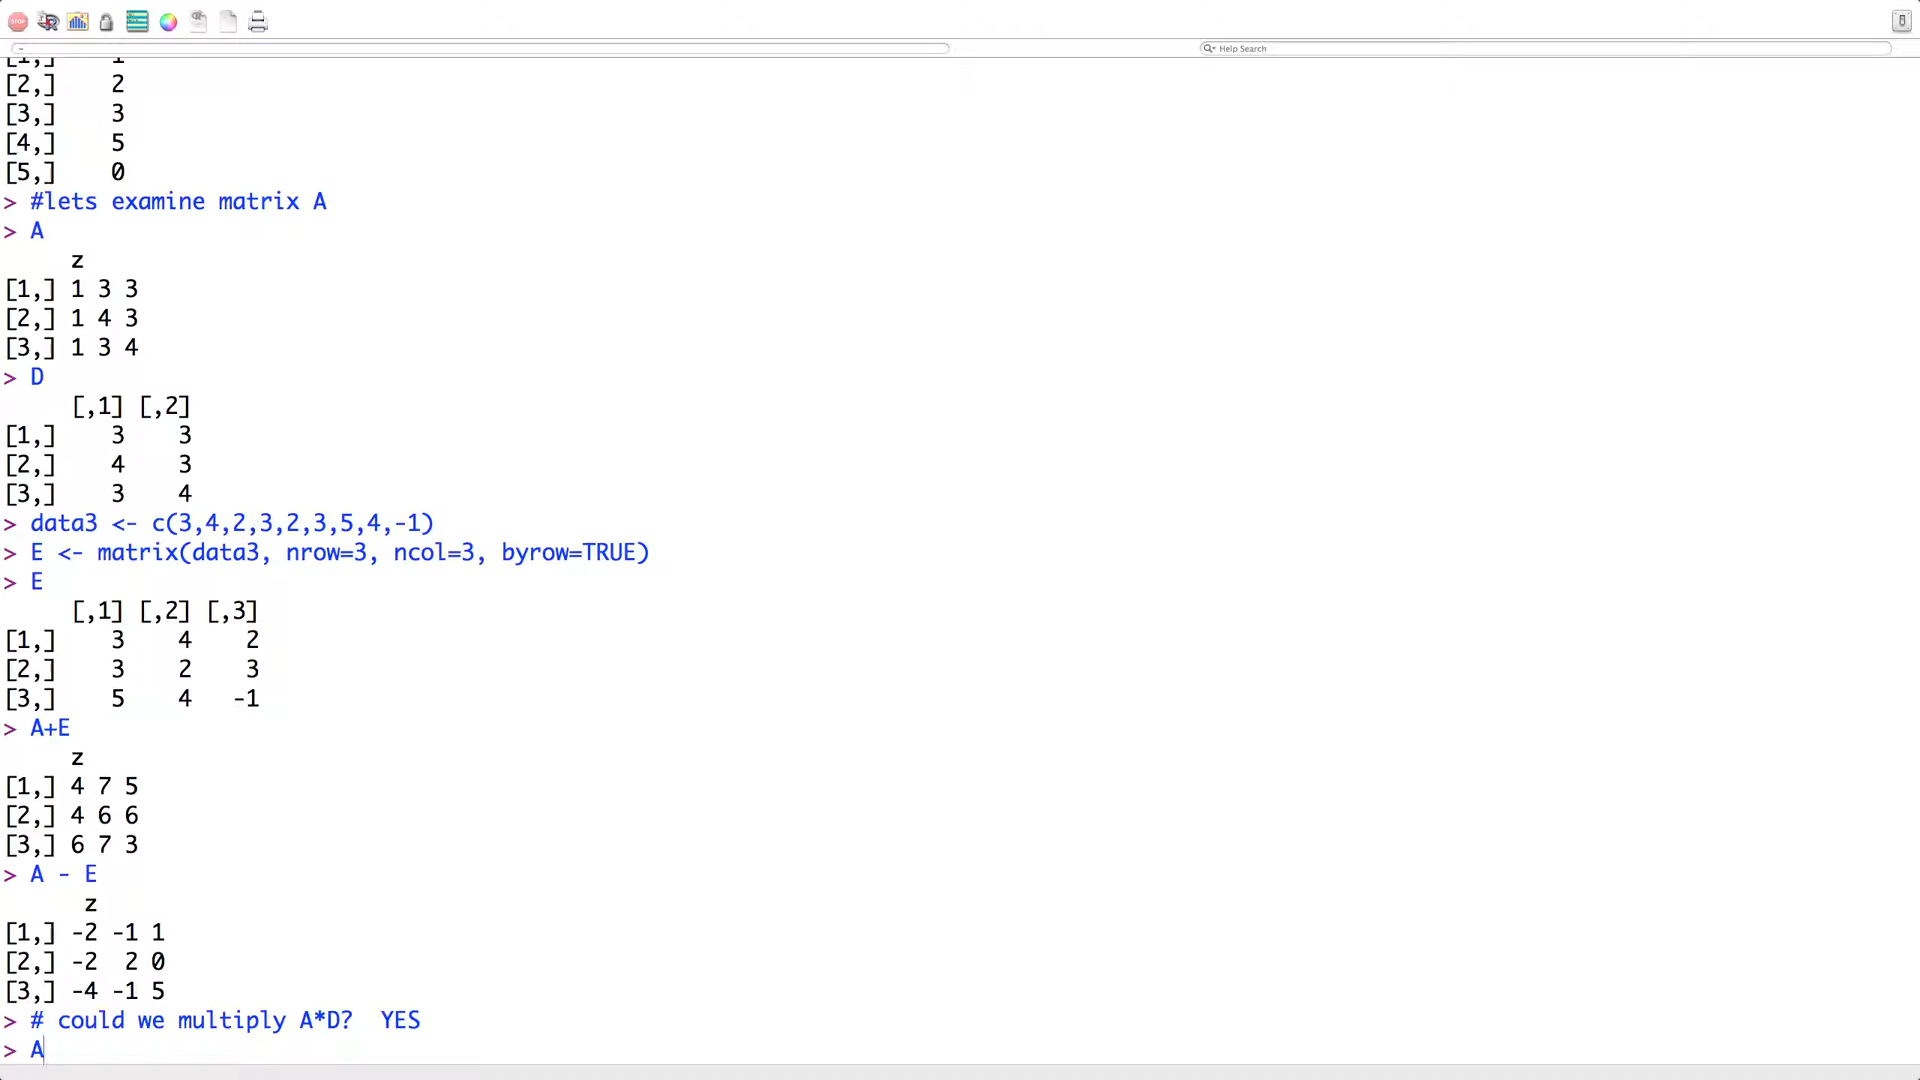 STOP
Help Search
[1,] 1
[2,] 2
[3,] 3
[4,] 5
[5,] 0
> #lets examine matrix A
> A
z
[1,] 1 3 3
[2,] 1 4 3
[3,] 1 3 4
> D
[,1] [,2]
[1,] 3 3
[2,] 4 3
[3,] 3 4
> data3 <- c(3,4,2,3,2,3,5,4,-1)
> E <- matrix(data3, nrow=3, ncol=3, byrow=TRUE)
> E
[,1] [,2] [,3]
[1,] 3 4 2
[2,] 3 2 3
[3,] 5 4 -1
> A+E
z
[1,] 4 7 5
[2,] 4 6 6
[3,] 6 7 3
> A - E
z
[1,] -2 -1 1
[2,] -2 2 0
[3,] -4 -1 5
> # could we multiply A*D? YES
> A